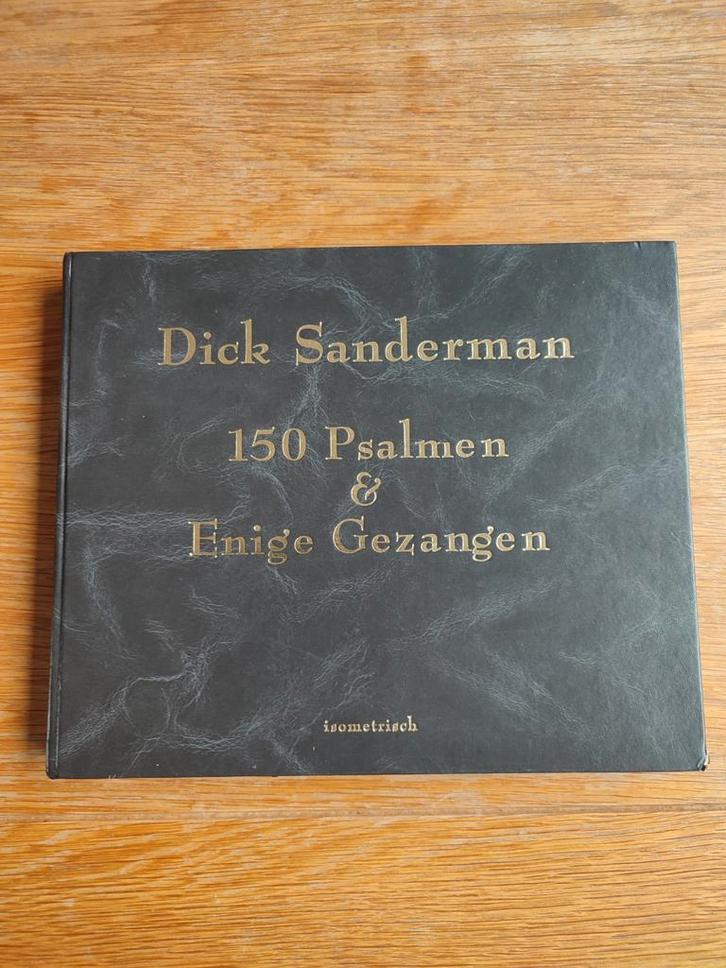 Dick Sanderman
150 Psalmen
&
Enige Gezangen
isometrisch